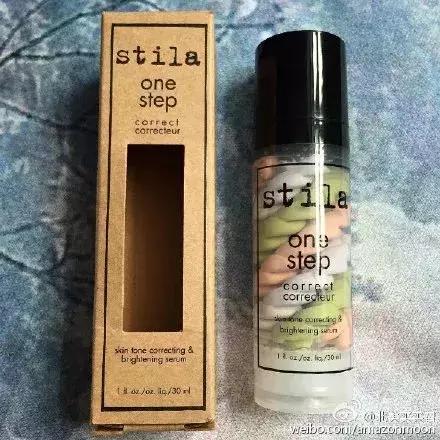 stila
one
step
correct
correcteur
skin tone correcting &
brightening serum
1 fl. oz./oz. liq./30 ml
stila
one
step
correct
correcteur
skin tone correcting &
brightening serum
1 fl. oz./oz. liq./30 ml
weibo.com/amazonmoon